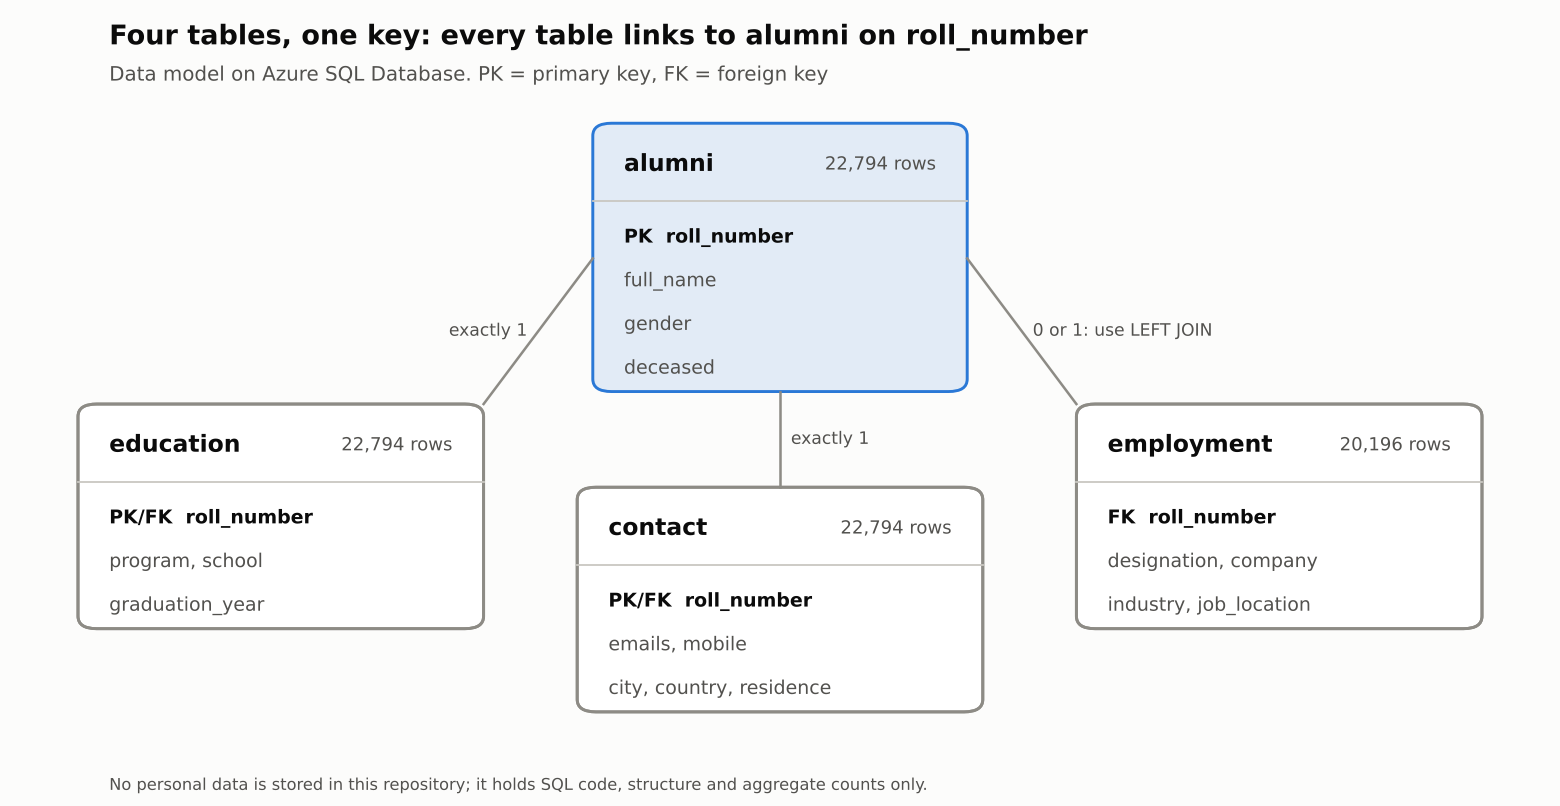 Four tables, one key: every table links to alumni on roll_number
Data model on Azure SQL Database. PK = primary key, FK = foreign key
alumni 22,794 rows
PK roll_number
full_name
gender
deceased
exactly 1
0 or 1: use LEFT JOIN
exactly 1
education 22,794 rows
PK/FK roll_number
program, school
graduation_year
contact 22,794 rows
PK/FK roll_number
emails, mobile
city, country, residence
employment 20,196 rows
FK roll_number
designation, company
industry, job_location
No personal data is stored in this repository; it holds SQL code, structure and aggregate counts only.